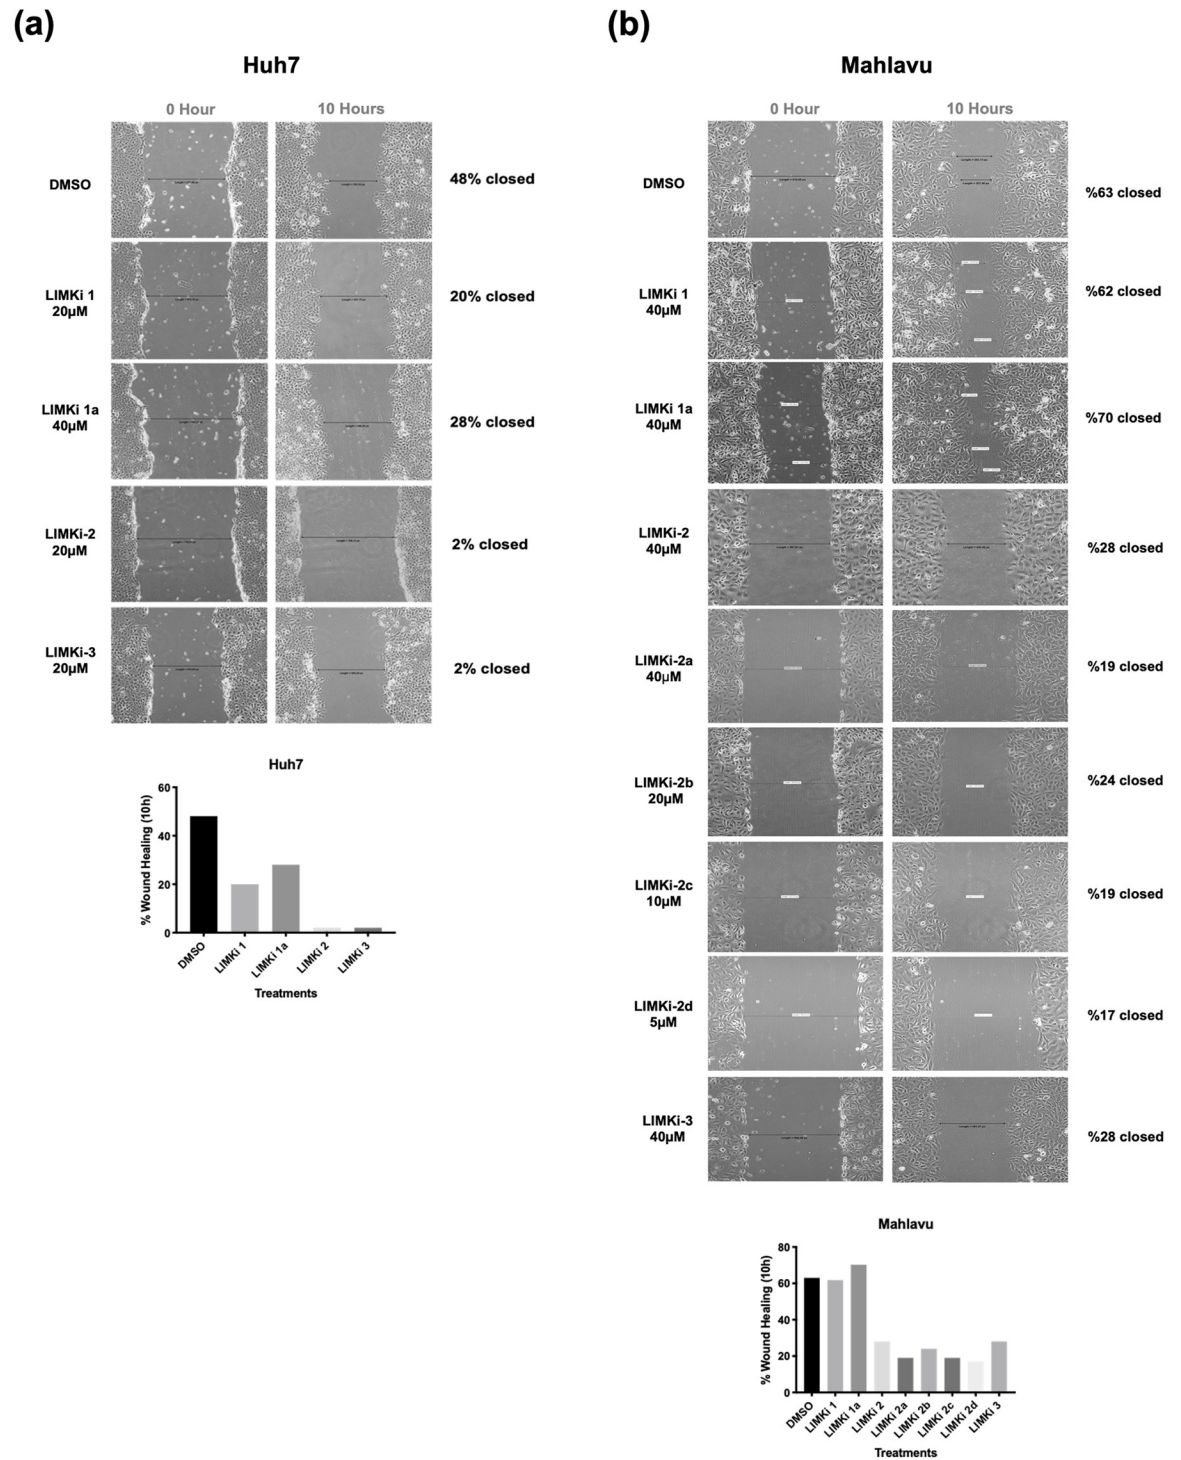 (a)
Huh7
0 Hour
10 Hours
DMSO
48% closed
LIMKi 1
20µM
20% closed
LIMKi 1a
40µM
28% closed
LIMKi-2
20µM
2% closed
LIMKi-3
20µM
2% closed
Huh7
% Wound Healing (10h)
60
40
20
0
DMSO
LIMKi 1
LIMKi 1a
LIMKi 2
LIMKi 3
Treatments
(b)
Mahlavu
0 Hour
10 Hours
DMSO
%63 closed
LIMKi 1
40µM
%62 closed
LIMKi 1a
40µM
%70 closed
LIMKi-2
40µM
%28 closed
LIMKi-2a
40µM
%19 closed
LIMKi-2b
20µM
%24 closed
LIMKi-2c
10µM
%19 closed
LIMKi-2d
5µM
%17 closed
LIMKi-3
40µM
%28 closed
Mahlavu
% Wound Healing (10h)
80
60
40
20
0
DMSO
LIMKi 1
LIMKi 1a
LIMKi 2
LIMKi 2a
LIMKi 2b
LIMKi 2c
LIMKi 2d
LIMKi 3
Treatments